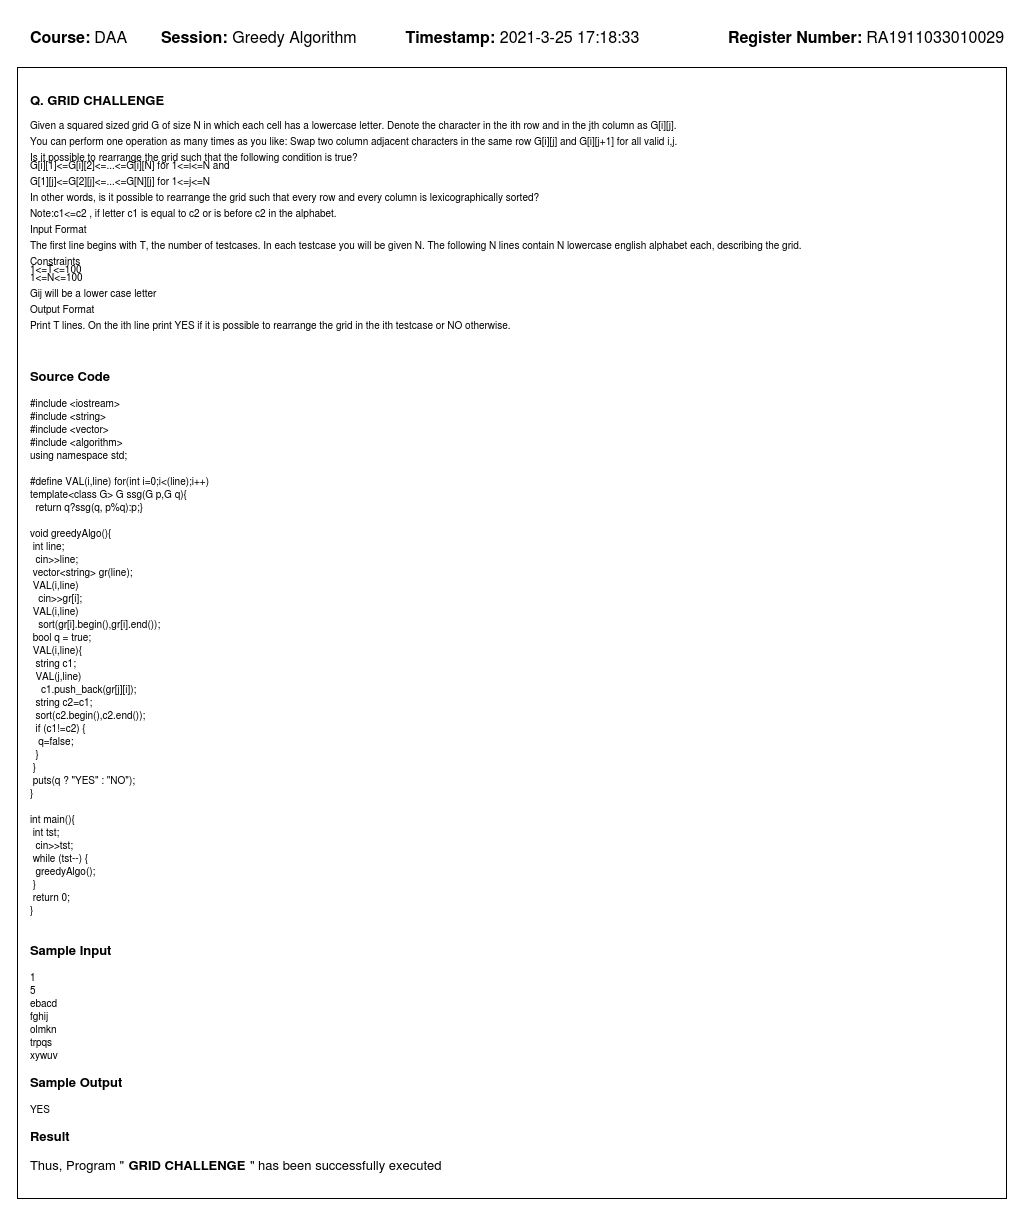 Course: DAA Session: Greedy Algorithm Timestamp: 2021-3-25 17:18:33 Register Number: RA1911033010029
Q. GRID CHALLENGE
Given a squared sized grid G of size N in which each cell has a lowercase letter. Denote the character in the ith row and in the jth column as G[i][j].
You can perform one operation as many times as you like: Swap two column adjacent characters in the same row G[i][j] and G[i][j+1] for all valid i,j.
Is it possible to rearrange the grid such that the following condition is true?
G[i][1]<=G[i][2]<=...<=G[i][N] for 1<=i<=N and
G[1][j]<=G[2][j]<=...<=G[N][j] for 1<=j<=N
In other words, is it possible to rearrange the grid such that every row and every column is lexicographically sorted?
Note:c1<=c2 , if letter c1 is equal to c2 or is before c2 in the alphabet.
Input Format
The first line begins with T, the number of testcases. In each testcase you will be given N. The following N lines contain N lowercase english alphabet each, describing the grid.
Constraints
1<=T<=100
1<=N<=100
Gij will be a lower case letter
Output Format
Print T lines. On the ith line print YES if it is possible to rearrange the grid in the ith testcase or NO otherwise.
Source Code
#include <iostream>
#include <string>
#include <vector>
#include <algorithm>
using namespace std;
#define VAL(i,line) for(int i=0;i<(line);i++)
template<class G> G ssg(G p,G q){
return q?ssg(q, p%q):p;}
void greedyAlgo(){
int line;
cin>>line;
vector<string> gr(line);
VAL(i,line)
cin>>gr[i];
VAL(i,line)
sort(gr[i].begin(),gr[i].end());
bool q = true;
VAL(i,line){
string c1;
VAL(j,line)
c1.push_back(gr[j][i]);
string c2=c1;
sort(c2.begin(),c2.end());
if (c1!=c2) {
q=false;
}
}
puts(q ? "YES" : "NO");
}
int main(){
int tst;
cin>>tst;
while (tst--) {
greedyAlgo();
}
return 0;
}
Sample Input
1
5
ebacd
fghij
olmkn
trpqs
xywuv
Sample Output
YES
Result
Thus, Program " GRID CHALLENGE " has been successfully executed